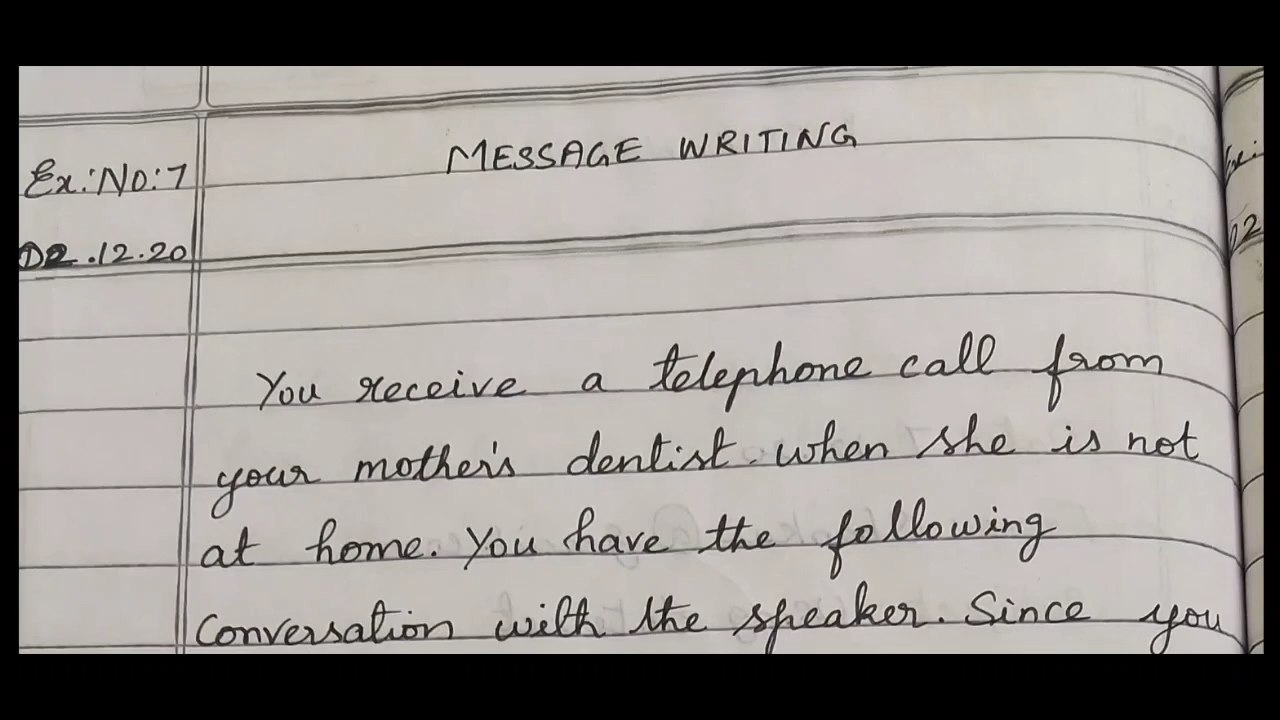 MESSAGE WRITING
Ex: No: 7
02.12.20
You receive a telephone call from
your mother's dentist when she is not
at home. You have the following
conversation with the speaker. Since you